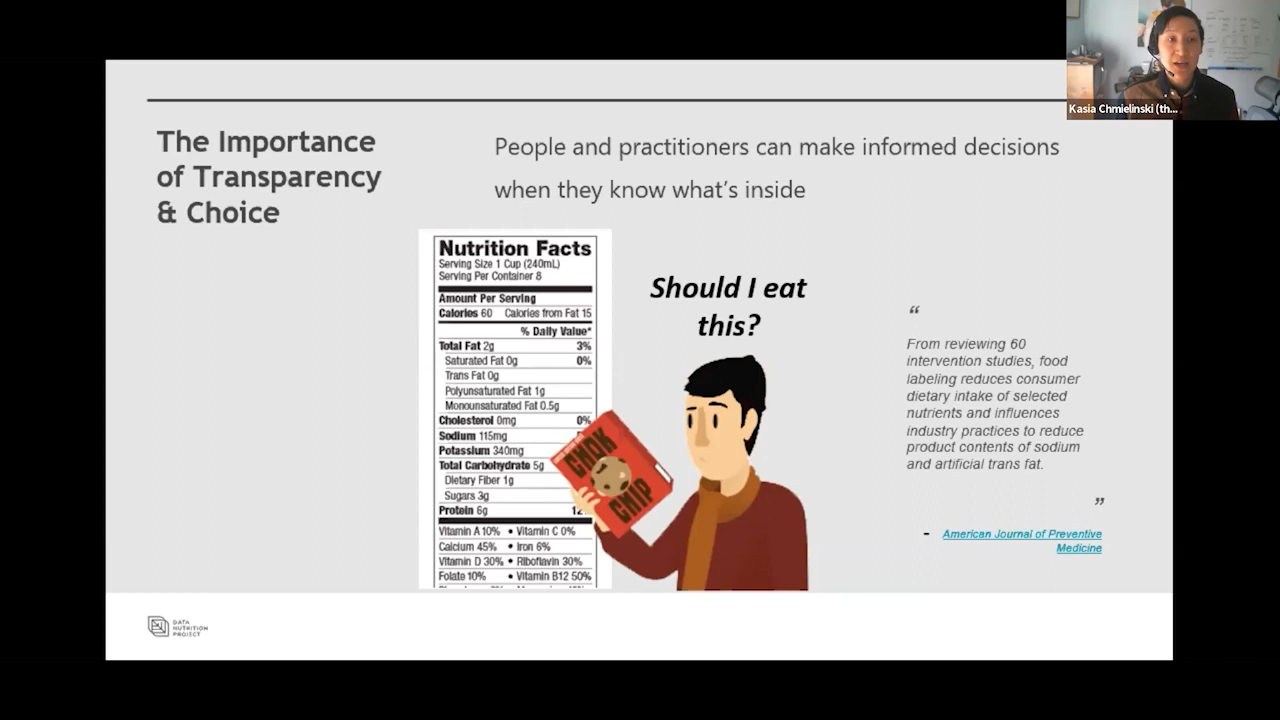 Kasia Chmielinski (th...
The Importance
of Transparency
& Choice
People and practitioners can make informed decisions
when they know what's inside
Nutrition Facts
Serving Size 1 Cup (240mL)
Serving Per Container 8
Amount Per Serving
Calories 60 Calories from Fat 15
% Daily Value*
Total Fat 2g 3%
Saturated Fat 0g 0%
Trans Fat 0g
Polyunsaturated Fat 1g
Monounsaturated Fat 0.5g
Cholesterol 0mg 0%
Sodium 115mg
Potassium 340mg
Total Carbohydrate 5g
Dietary Fiber 1g
Sugars 3g
Protein 6g 12
Vitamin A 10% • Vitamin C 0%
Calcium 45% • Iron 6%
Vitamin D 30% • Riboflavin 30%
Folate 10% • Vitamin B12 50%
CHOK
CHIP
Should I eat
this?
“
From reviewing 60
intervention studies, food
labeling reduces consumer
dietary intake of selected
nutrients and influences
industry practices to reduce
product contents of sodium
and artificial trans fat.
”
- American Journal of Preventive
Medicine
DATA
NUTRITION
PROJECT